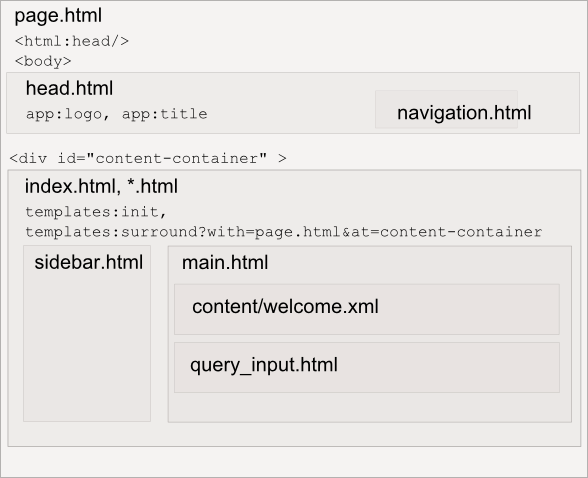 page.html
<html:head/>
<body>
head.html
app:logo, app:title
navigation.html
<div id="content-container" >
index.html, *.html
templates:init,
templates:surround?with=page.html&at=content-container
sidebar.html
main.html
content/welcome.xml
query_input.html